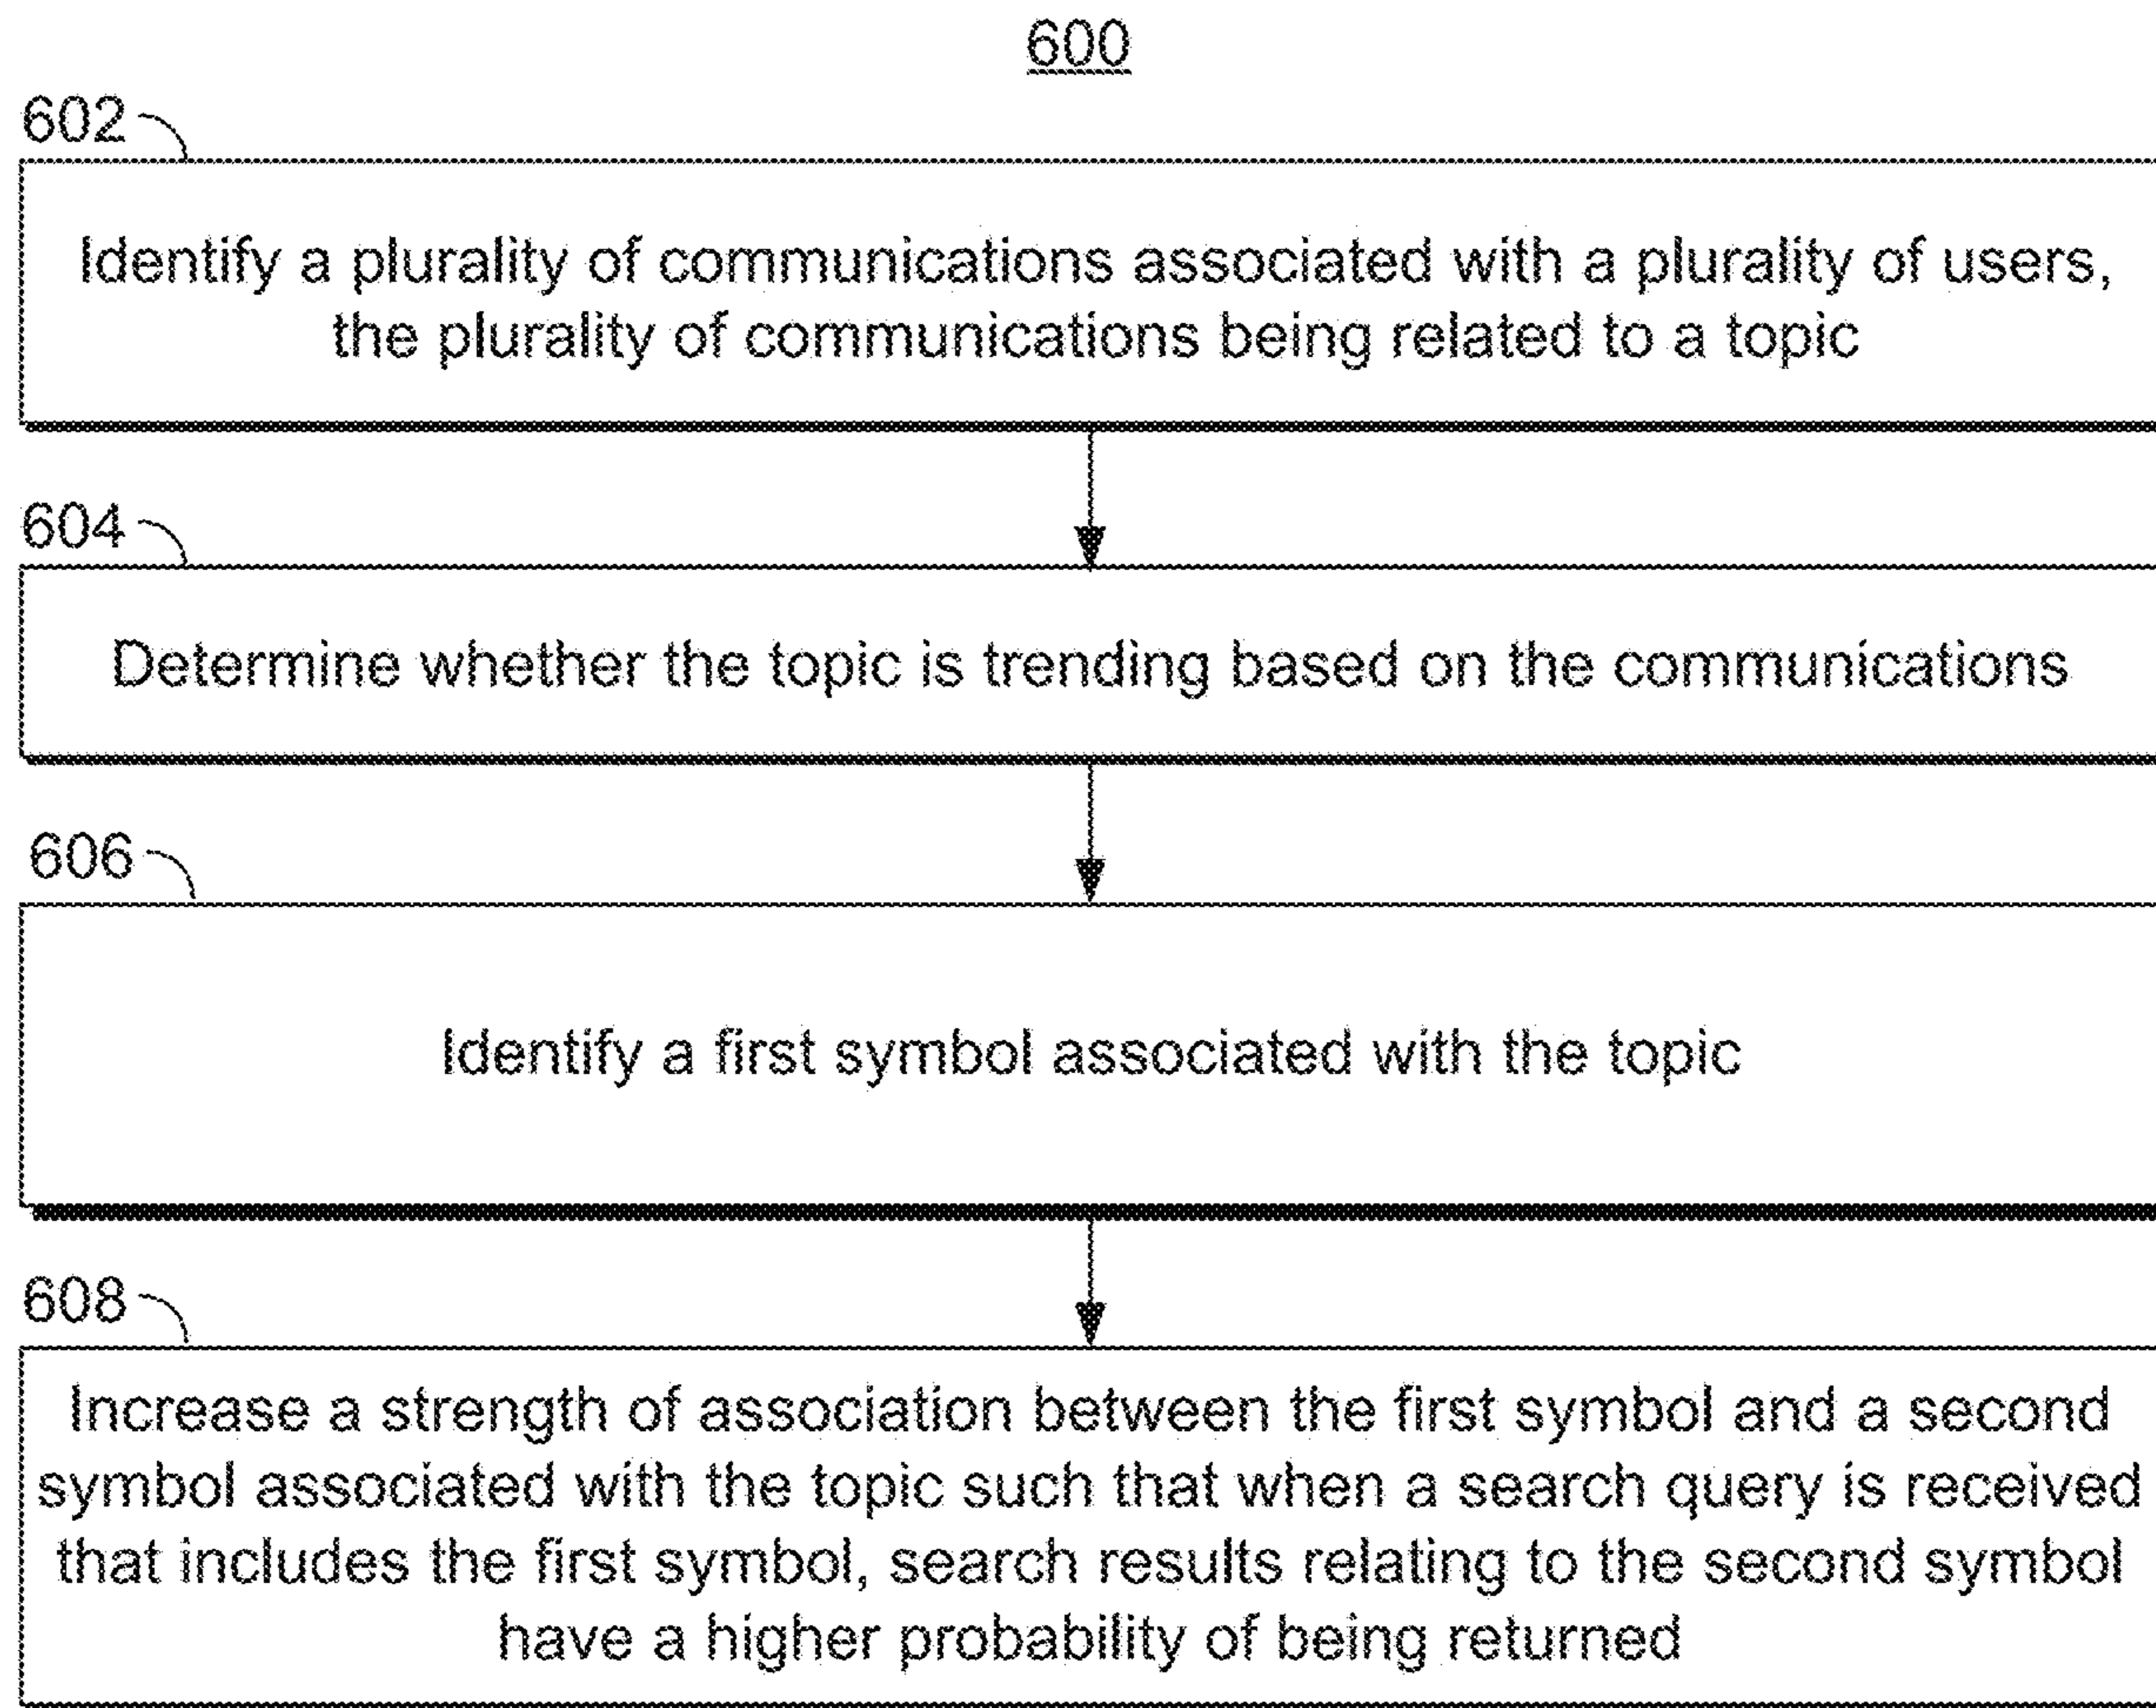 600
602
Identify a plurality of communications associated with a plurality of users,
the plurality of communications being related to a topic
604
Determine whether the topic is trending based on the communications
606
Identify a first symbol associated with the topic
608
Increase a strength of association between the first symbol and a second
symbol associated with the topic such that when a search query is received
that includes the first symbol, search results relating to the second symbol
have a higher probability of being returned